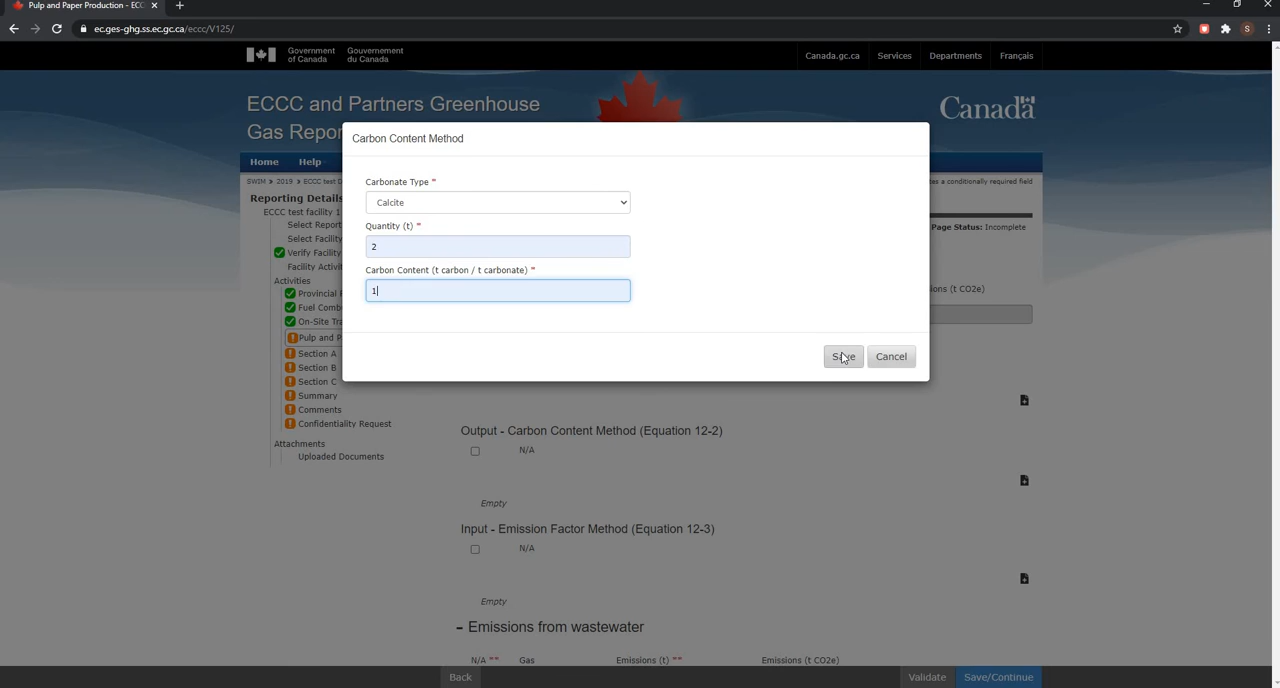 Pulp and Paper Production - ECC
ec.ges-ghg.ss.ec.gc.ca/eccc/V125/
S
Government of Canada
Gouvernement du Canada
Canada.gc.ca
Services
Departments
Français
ECCC and Partners Greenhouse
Gas Repor
Canada
Home
Help
SWIM > 2019 > ECCC test
tes a conditionally required field
Reporting Details
ECCC test facility 1
Select Report
Select Facility
Verify Facility
Facility Activi
Activities
Provincial
Fuel Comb
On-Site Tra
Pulp and P
Section A
Section B
Section C
Summary
Comments
Confidentiality Request
Attachments
Uploaded Documents
Page Status: Incomplete
ions (t CO2e)
Carbon Content Method
Carbonate Type *
Calcite
Quantity (t) *
2
Carbon Content (t carbon / t carbonate) *
1
Save
Cancel
Output - Carbon Content Method (Equation 12-2)
N/A
Empty
Input - Emission Factor Method (Equation 12-3)
N/A
Empty
– Emissions from wastewater
N/A ** Gas Emissions (t) ** Emissions (t CO2e)
Back
Validate
Save/Continue